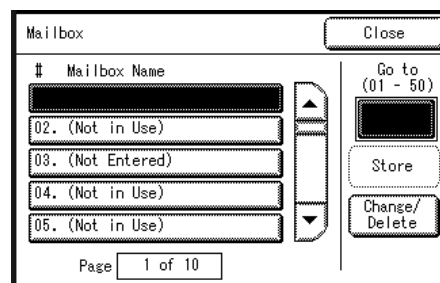 Mailbox
Close
# Mailbox Name
Go to
(01 - 50)
02. (Not in Use)
03. (Not Entered)
04. (Not in Use)
05. (Not in Use)
Store
Change/
Delete
Page 1 of 10